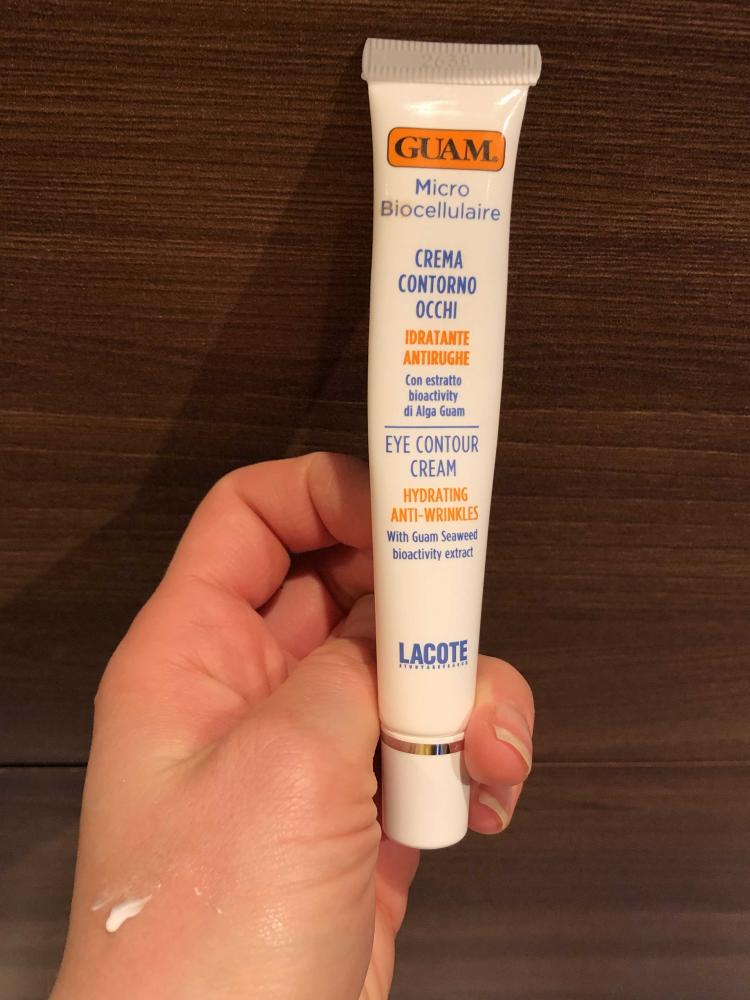 2638
GUAM®
Micro
Biocellulaire
CREMA
CONTORNO
OCCHI
IDRATANTE
ANTIRUGHE
Con estratto
bioactivity
di Alga Guam
EYE CONTOUR
CREAM
HYDRATING
ANTI-WRINKLES
With Guam Seaweed
bioactivity extract
LACOTE